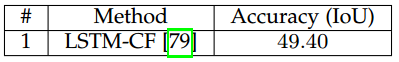 # Method Accuracy (IoU)
1 LSTM-CF [79] 49.40